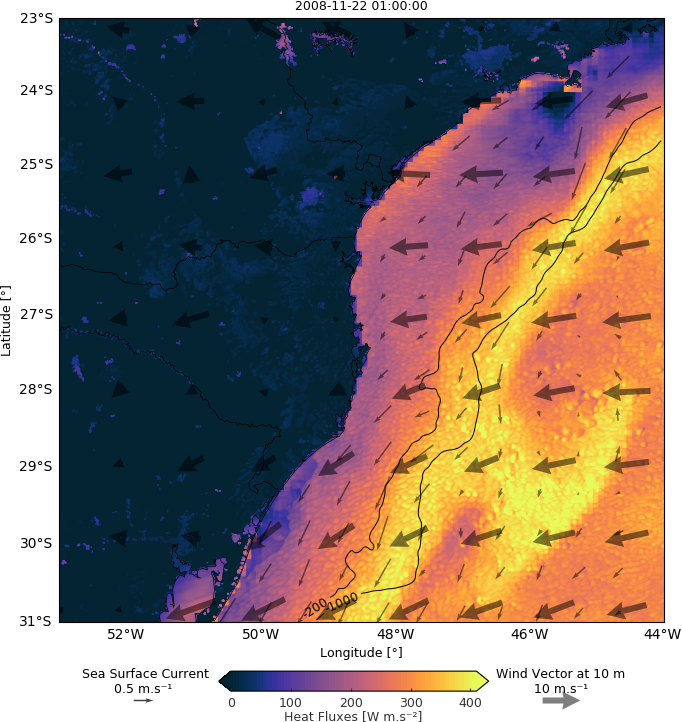 2008-11-22 01:00:00
23°S
24°S
25°S
26°S
27°S
28°S
29°S
30°S
31°S
Latitude [°]
200
1000
52°W
50°W
48°W
46°W
44°W
Longitude [°]
Sea Surface Current
0.5 m.s⁻¹
Wind Vector at 10 m
10 m.s⁻¹
0
100
200
300
400
Heat Fluxes [W m.s⁻²]